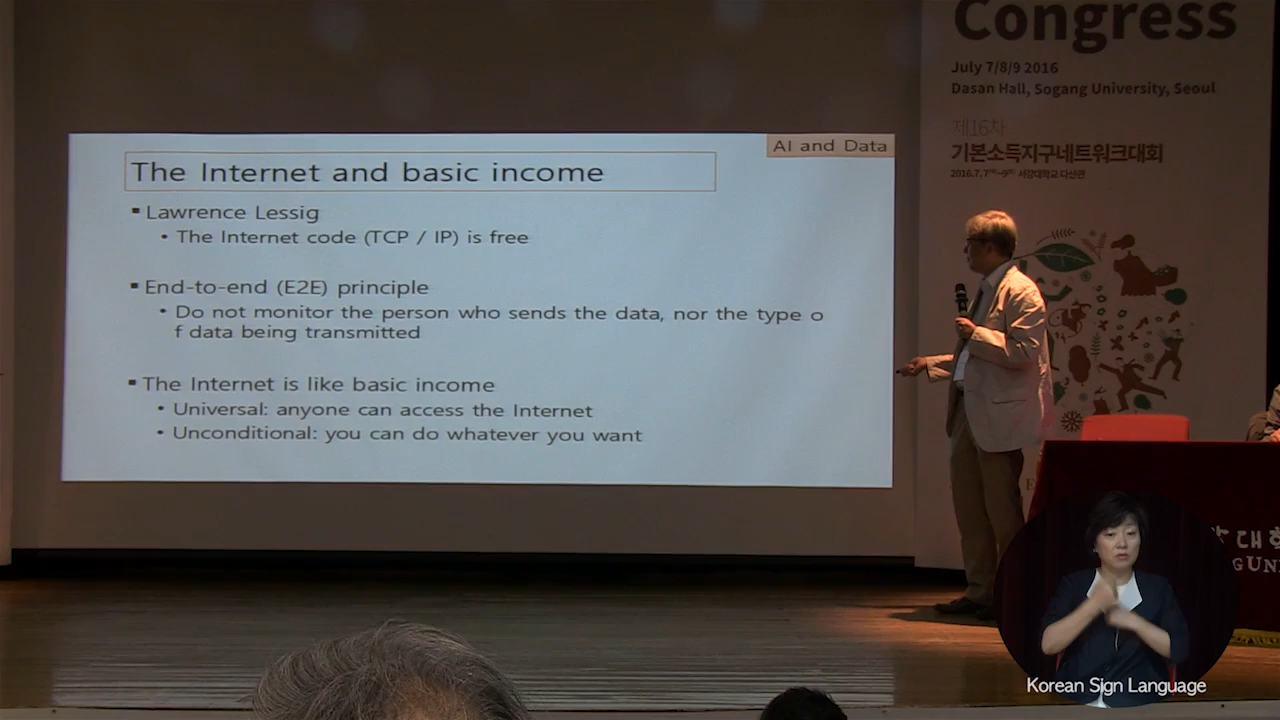 Congress
July 7/8/9 2016
Dasan Hall, Sogang University, Seoul
제16차
기본소득지구네트워크대회
AI and Data
The Internet and basic income
▪ Lawrence Lessig
• The Internet code (TCP / IP) is free
▪ End-to-end (E2E) principle
• Do not monitor the person who sends the data, nor the type o
f data being transmitted
▪ The Internet is like basic income
• Universal: anyone can access the Internet
• Unconditional: you can do whatever you want
Korean Sign Language